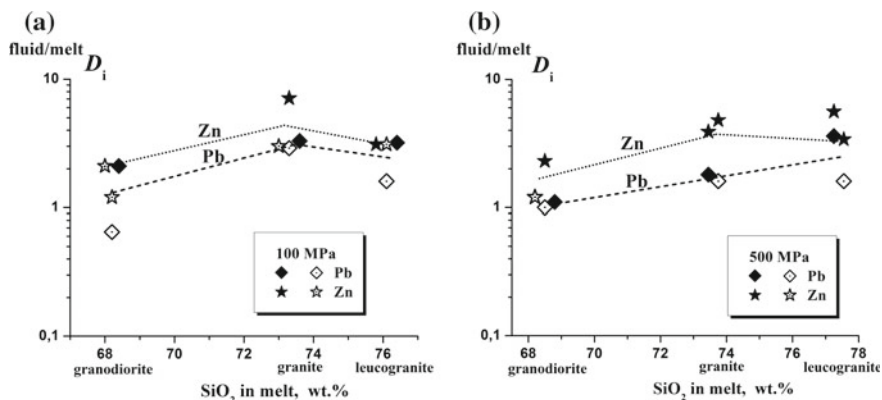 (a)
fluid/melt
D_i
10
1
0,1
Zn
Pb
100 MPa
Pb
Zn
68 70 72 74 76
granodiorite granite leucogranite
SiO₂ in melt, wt.%
(b)
fluid/melt
D_i
10
1
0,1
Zn
Pb
500 MPa
Pb
Zn
68 70 72 74 76 78
granodiorite granite leucogranite
SiO₂ in melt, wt.%